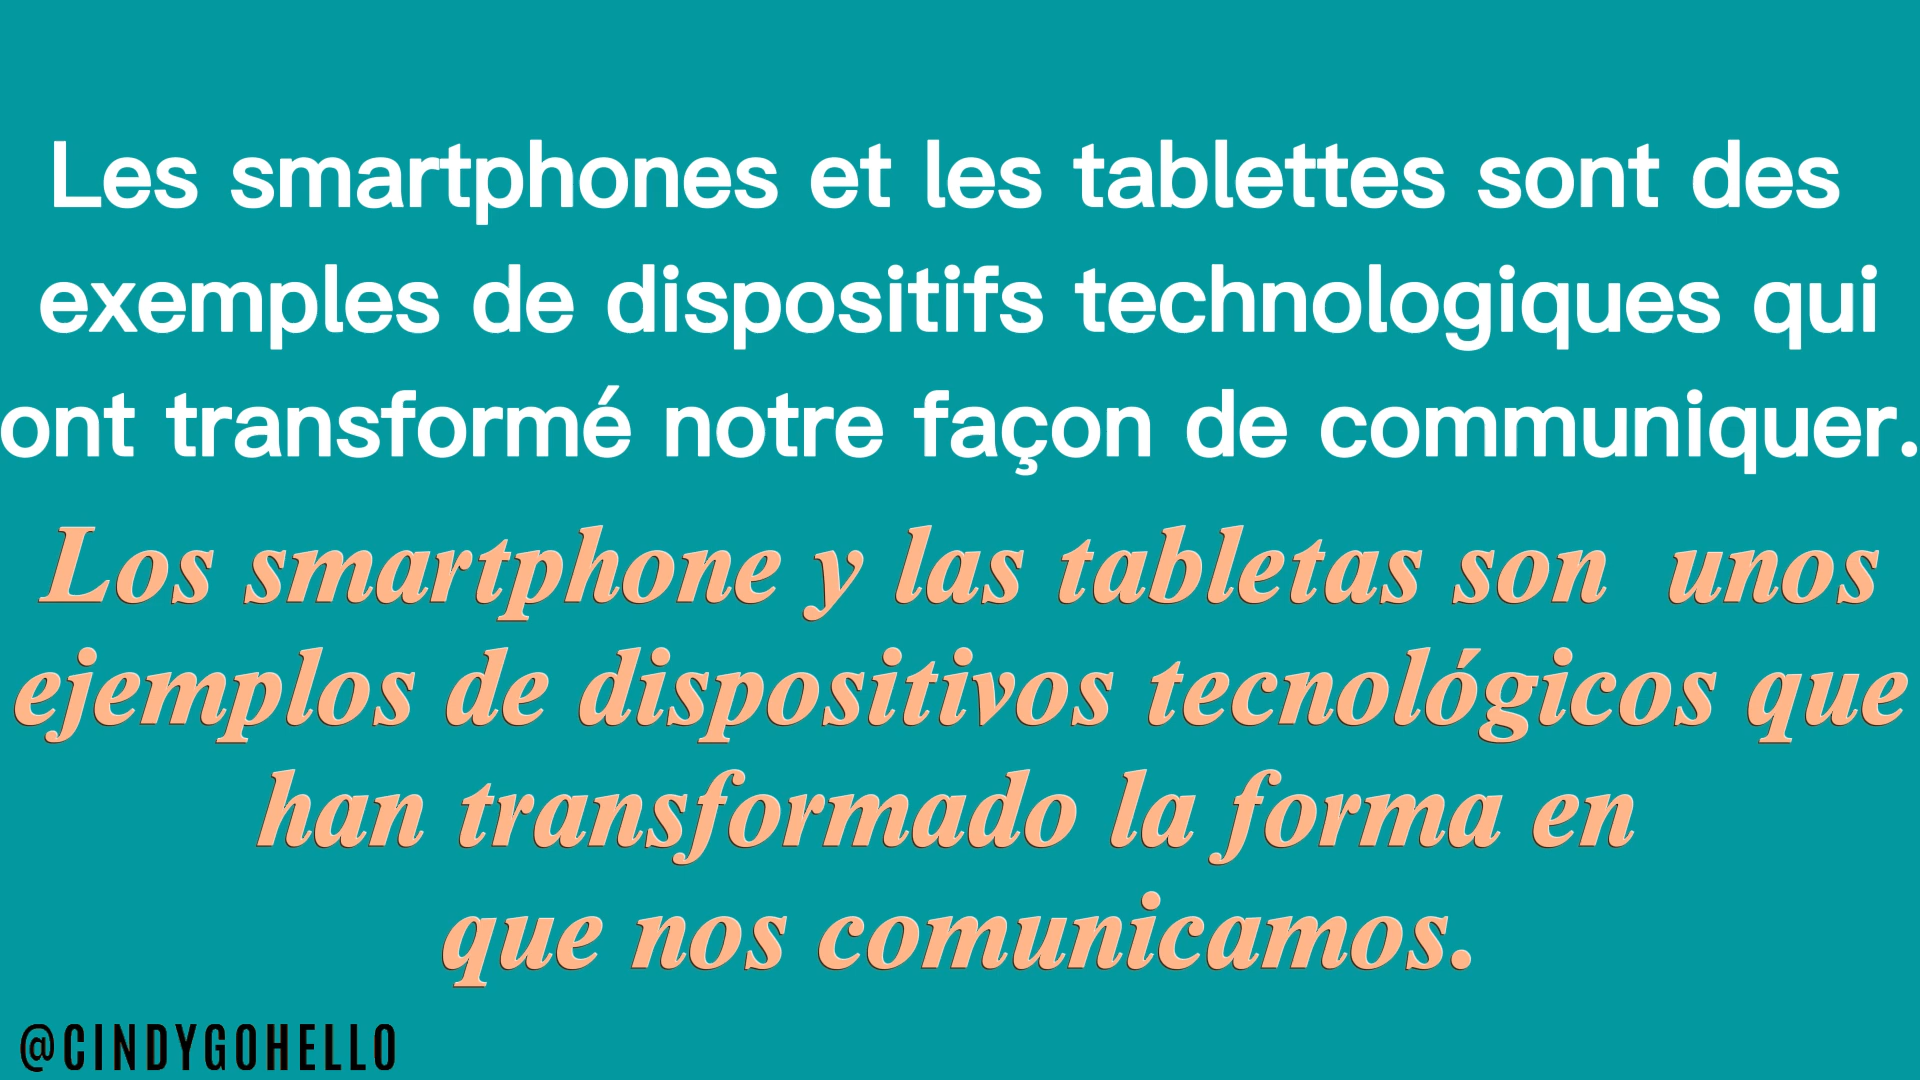 Les smartphones et les tablettes sont des
exemples de dispositifs technologiques qui
ont transformé notre façon de communiquer.
Los smartphone y las tabletas son  unos
ejemplos de dispositivos tecnológicos que
han transformado la forma en
que nos comunicamos.
@CINDYGOHELLO